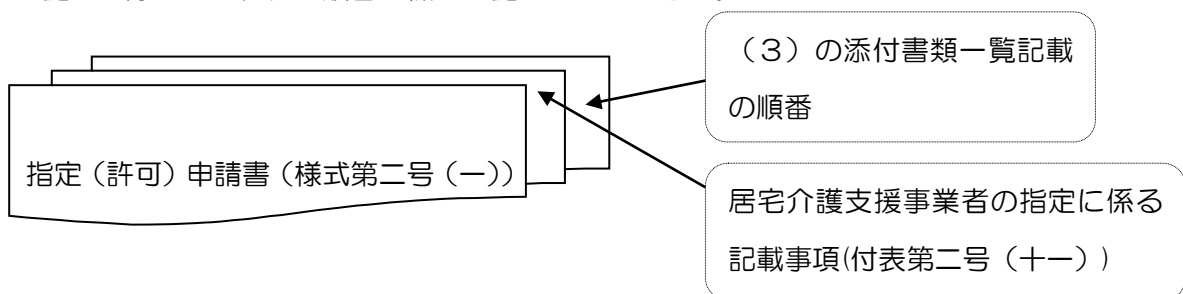 （３）の添付書類一覧記載
の順番
指定（許可）申請書（様式第二号（一））
居宅介護支援事業者の指定に係る
記載事項(付表第二号（十一）)